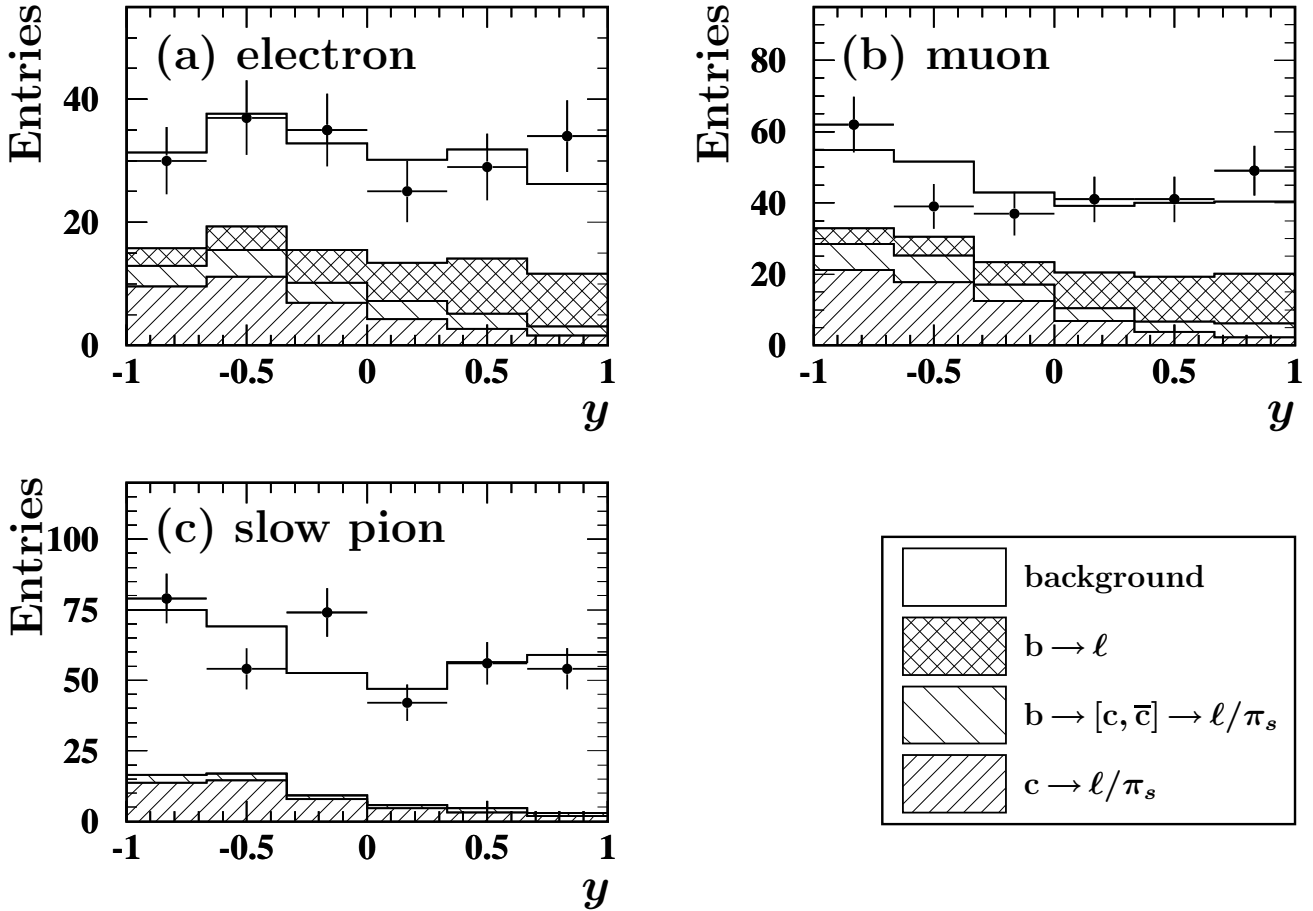 (a) electron
Entries
40
20
0
-1 -0.5 0 0.5 1
y
(b) muon
Entries
80
60
40
20
0
-1 -0.5 0 0.5 1
y
(c) slow pion
Entries
100
75
50
25
0
-1 -0.5 0 0.5 1
y
background
b → ℓ
b → [c, c̅] → ℓ/πₛ
c → ℓ/πₛ